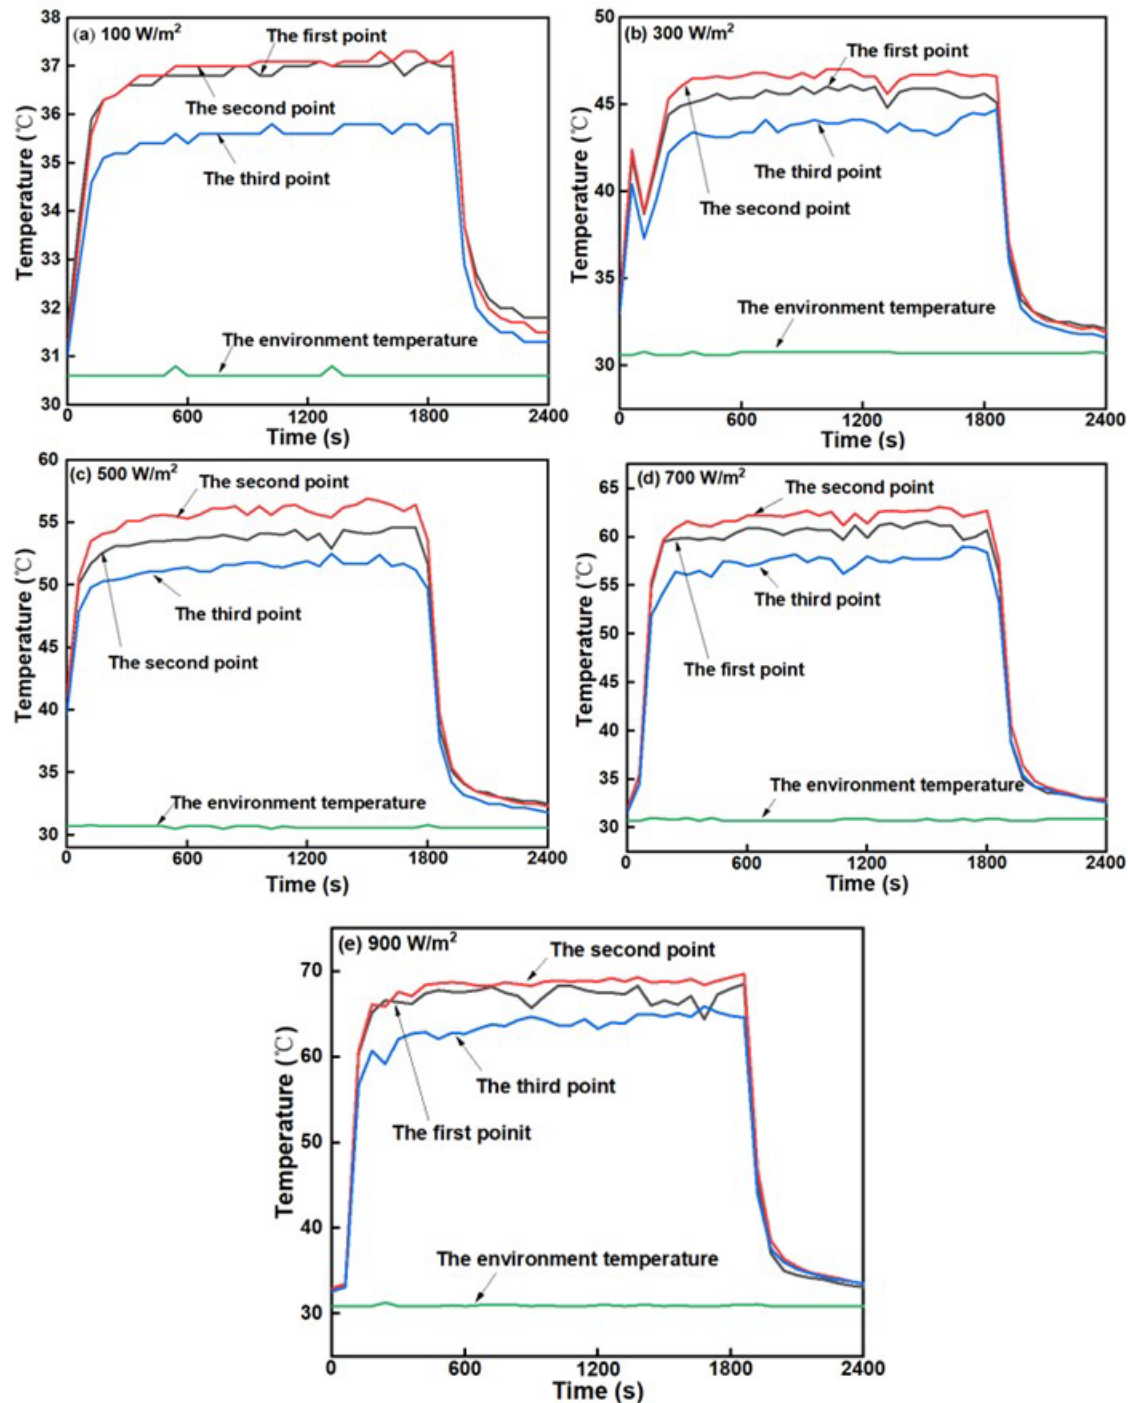 (a) 100 W/m²
The first point
The second point
The third point
The environment temperature
Temperature (℃)
38
37
36
35
34
33
32
31
30
0 600 1200 1800 2400
Time (s)
(b) 300 W/m²
The first point
The third point
The second point
The environment temperature
Temperature (℃)
50
45
40
35
30
0 600 1200 1800 2400
Time (s)
(c) 500 W/m²
The second point
The third point
The second point
The environment temperature
Temperature (℃)
60
55
50
45
40
35
30
0 600 1200 1800 2400
Time (s)
(d) 700 W/m²
The second point
The third point
The first point
The environment temperature
Temperature (℃)
65
60
55
50
45
40
35
30
0 600 1200 1800 2400
Time (s)
(e) 900 W/m²
The second point
The third point
The first poinit
The environment temperature
Temperature (℃)
70
60
50
40
30
0 600 1200 1800 2400
Time (s)